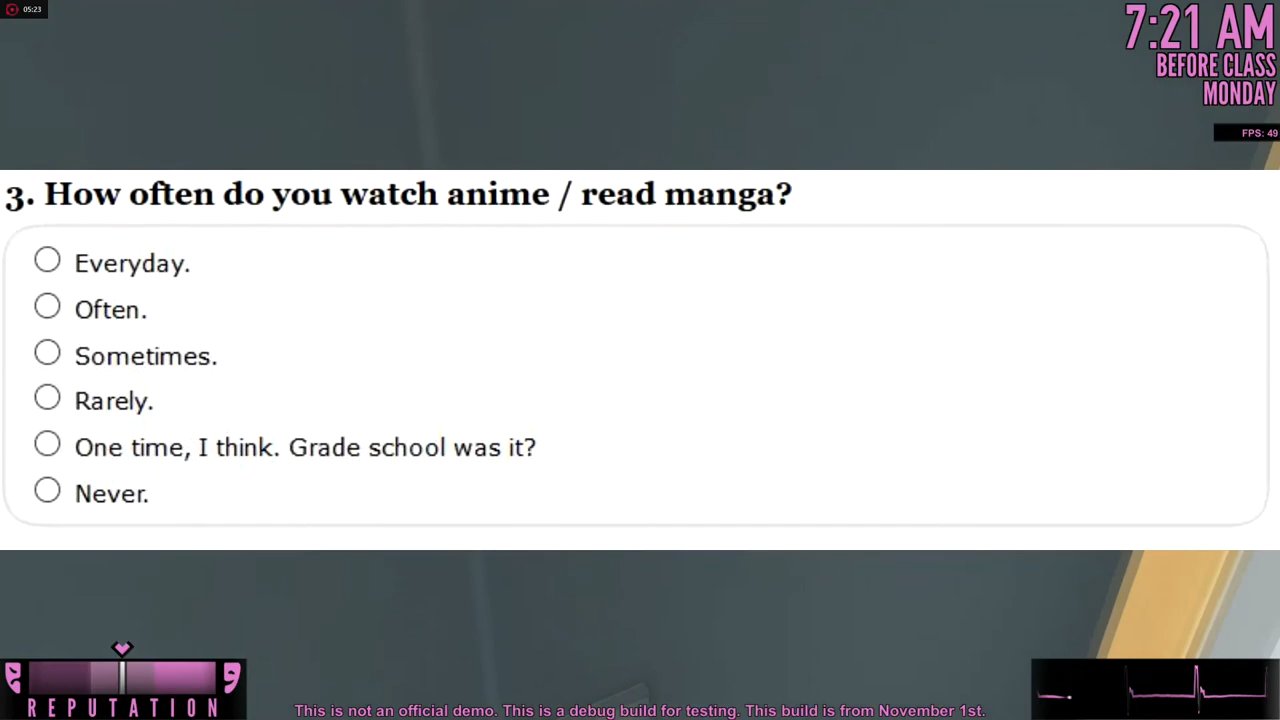 05:23
7:21 AM
BEFORE CLASS
MONDAY
FPS: 49
3. How often do you watch anime / read manga?
Everyday.
Often.
Sometimes.
Rarely.
One time, I think. Grade school was it?
Never.
REPUTATION
This is not an official demo. This is a debug build for testing. This build is from November 1st.